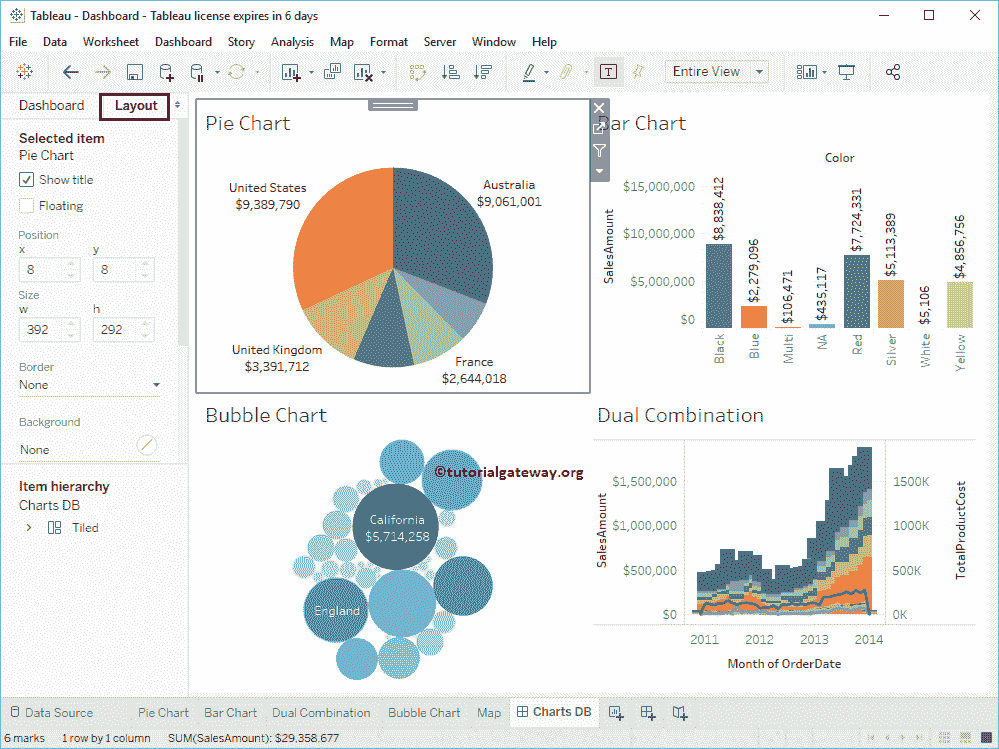 Tableau - Dashboard - Tableau license expires in 6 days
File Data Worksheet Dashboard Story Analysis Map Format Server Window Help
T Entire View
Dashboard Layout
Selected item
Pie Chart
Show title
Floating
Position
x y
8 8
Size
w h
392 292
Border
None
Background
None
Item hierarchy
Charts DB
Tiled
Pie Chart
United States
$9,389,790
Australia
$9,061,001
United Kingdom
$3,391,712
France
$2,644,018
Bar Chart
Color
SalesAmount
$15,000,000
$10,000,000
$5,000,000
$0
$8,838,412
$2,279,096
$106,471
$435,117
$7,724,331
$5,113,389
$5,106
$4,856,756
Black
Blue
Multi
NA
Red
Silver
White
Yellow
Bubble Chart
©tutorialgateway.org
California
$5,714,258
England
Dual Combination
SalesAmount
$1,500,000
$1,000,000
$500,000
$0
1500K
1000K
500K
0K
TotalProductCost
2011 2012 2013 2014
Month of OrderDate
Data Source Pie Chart Bar Chart Dual Combination Bubble Chart Map Charts DB
6 marks 1 row by 1 column SUM(SalesAmount): $29,358,677